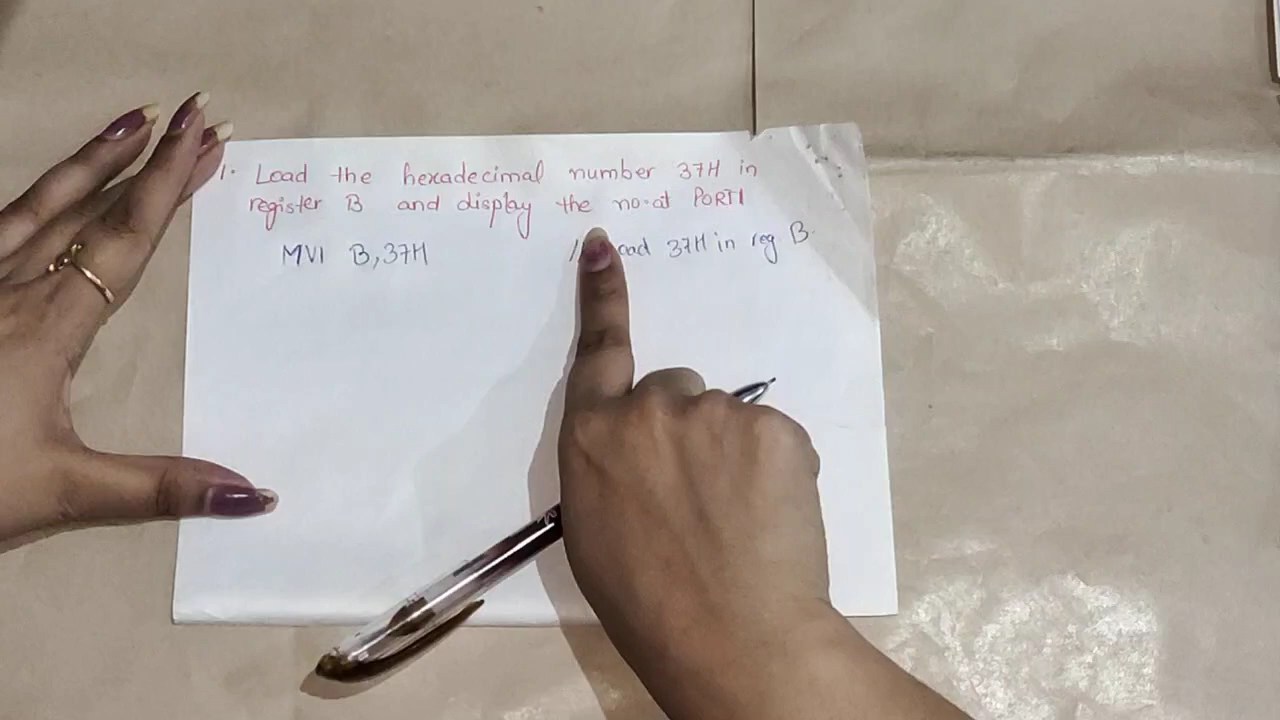 1. Load the hexadecimal number 37H in
register B and display the no. at PORT1
MVI B, 37H // Load 37H in reg B.